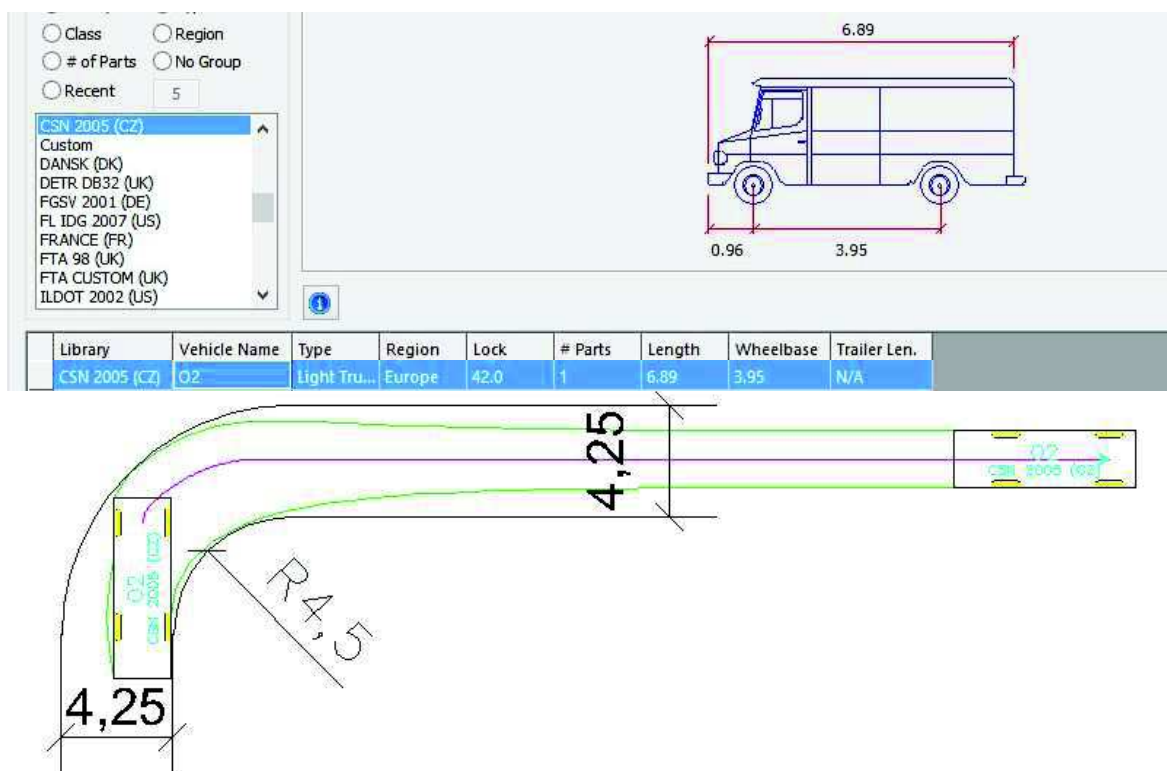 Class Region
# of Parts No Group
Recent 5
CSN 2005 (CZ)
Custom
DANSK (DK)
DETR DB32 (UK)
FGSV 2001 (DE)
FL IDG 2007 (US)
FRANCE (FR)
FTA 98 (UK)
FTA CUSTOM (UK)
ILDOT 2002 (US)
6.89
0.96 3.95
Library Vehicle Name Type Region Lock # Parts Length Wheelbase Trailer Len.
CSN 2005 (CZ) O2 Light Tru... Europe 42.0 1 6.89 3.95 N/A
4,25
O2
CSN 2005 (CZ)
O2
CSN 2005 (CZ)
R4,5
4,25